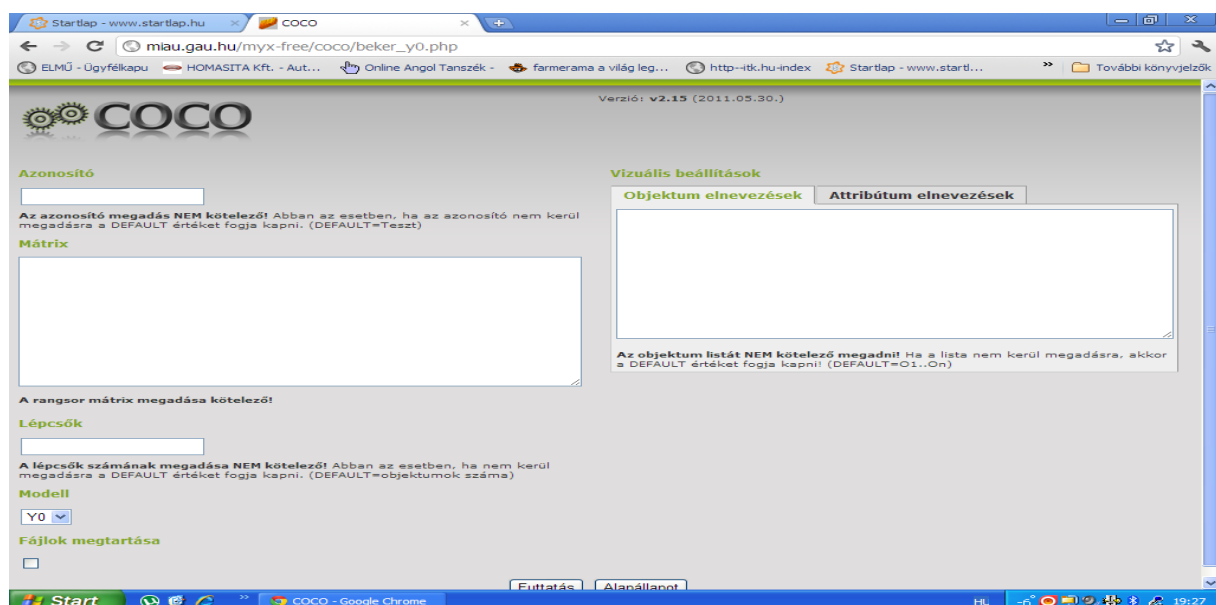 Startlap - www.startlap.hu
COCO
miau.gau.hu/myx-free/coco/beker_y0.php
ELMŰ - Ügyfélkapu
HOMASITA Kft. - Aut...
Online Angol Tanszék -
farmerama a világ leg...
http--itk.hu-index
Startlap - www.startl...
»
További könyvjelzők
COCO
Verzió: v2.15 (2011.05.30.)
Azonosító
Az azonosító megadás NEM kötelező! Abban az esetben, ha az azonosító nem kerül
megadásra a DEFAULT értéket fogja kapni. (DEFAULT=Teszt)
Mátrix
A rangsor mátrix megadása kötelező!
Lépcsők
A lépcsők számának megadása NEM kötelező! Abban az esetben, ha nem kerül
megadásra a DEFAULT értéket fogja kapni. (DEFAULT=objektumok száma)
Modell
Y0
Fájlok megtartása
Vizuális beállítások
Objektum elnevezések
Attribútum elnevezések
Az objektum listát NEM kötelező megadni! Ha a lista nem kerül megadásra, akkor
a DEFAULT értéket fogja kapni! (DEFAULT=O1..On)
Futtatás
Alapállapot
Start
»
COCO - Google Chrome
HU
-6°
19:27